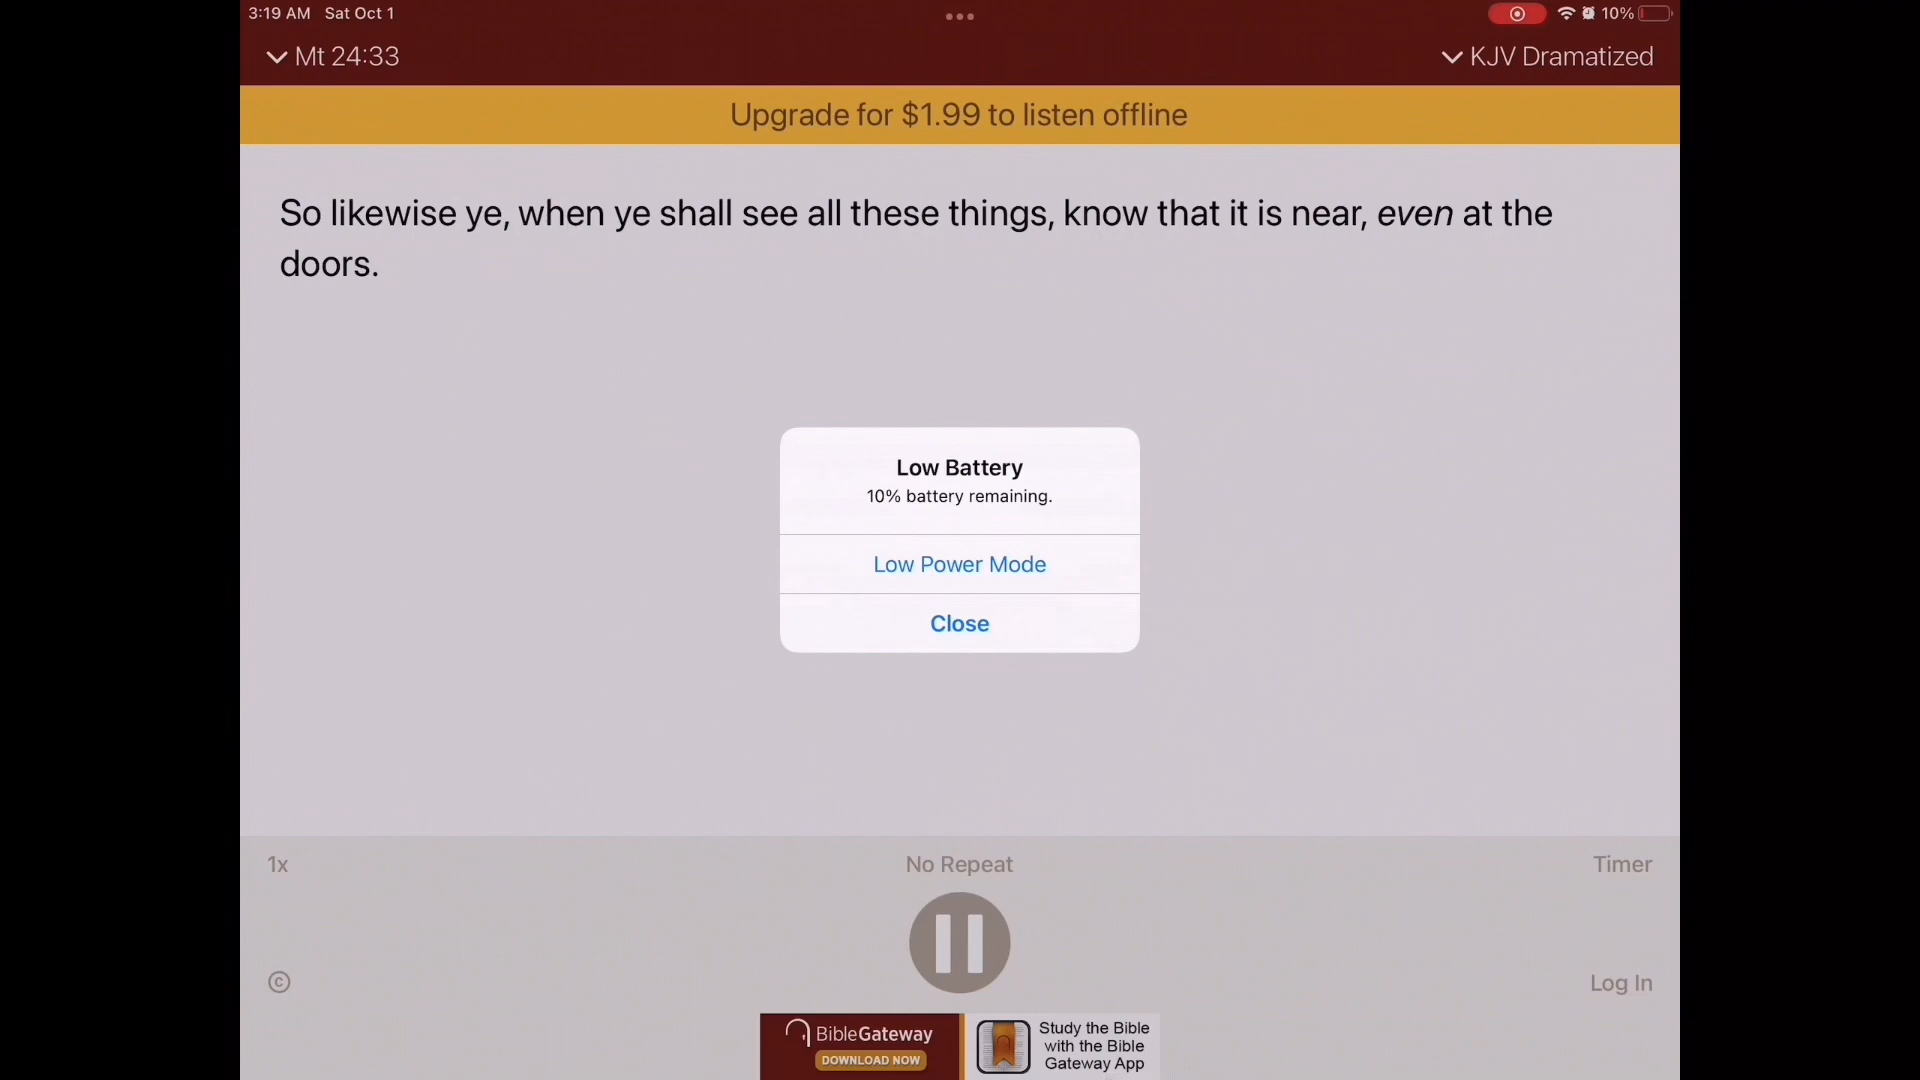 3:19 AM Sat Oct 1
10%
Mt 24:33
KJV Dramatized
Upgrade for $1.99 to listen offline
So likewise ye, when ye shall see all these things, know that it is near, even at the
doors.
Low Battery
10% battery remaining.
Low Power Mode
Close
1x
No Repeat
Timer
©
Log In
BibleGateway
DOWNLOAD NOW
Study the Bible
with the Bible
Gateway App